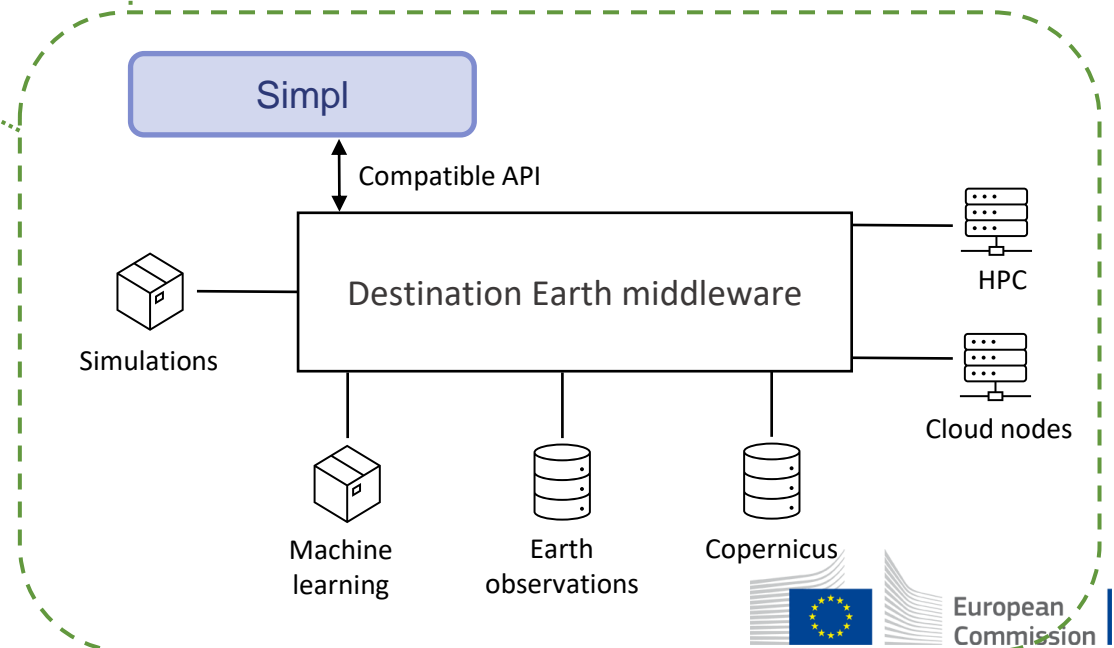 Simpl
Compatible API
Destination Earth middleware
HPC
Simulations
Cloud nodes
Machine
learning
Earth
observations
Copernicus
European
Commission